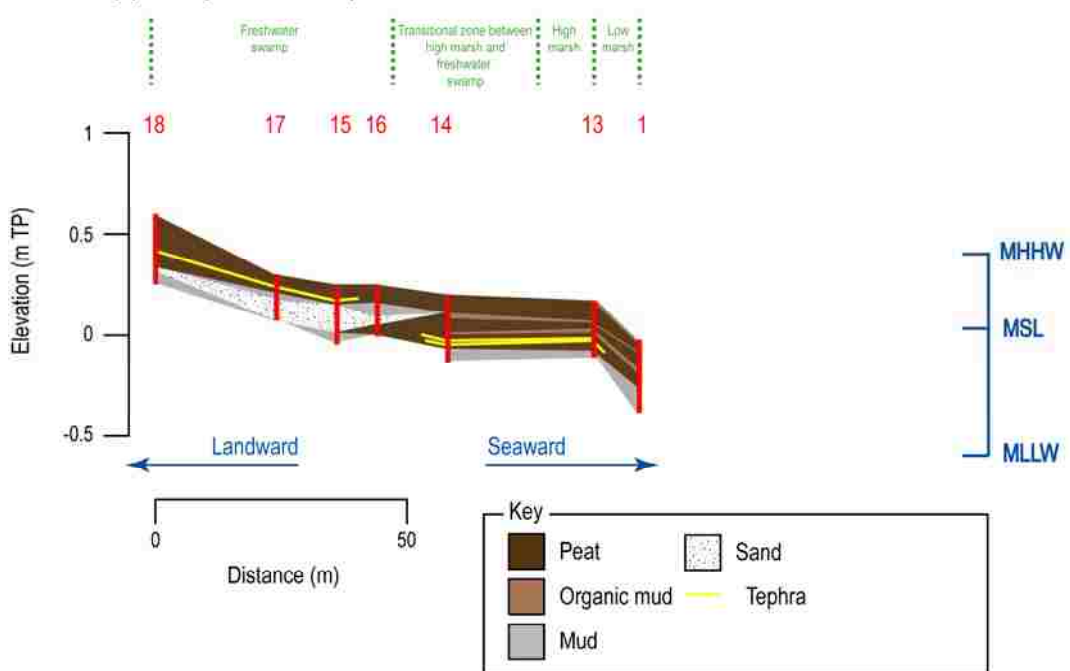 Freshwater
swamp
Transitional zone between
high marsh and
freshwater
swamp
High
marsh
Low
marsh
18 17 15 16 14 13 1
1
0.5
0
-0.5
Elevation (m TP)
MHHW
MSL
MLLW
Landward
Seaward
0 50
Distance (m)
Key
Peat
Sand
Organic mud
Tephra
Mud